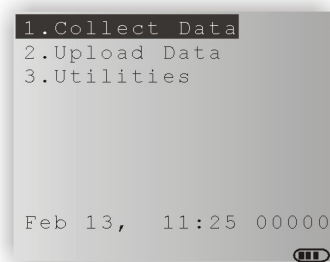 1.Collect Data
2.Upload Data
3.Utilities
Feb 13, 11:25 00000